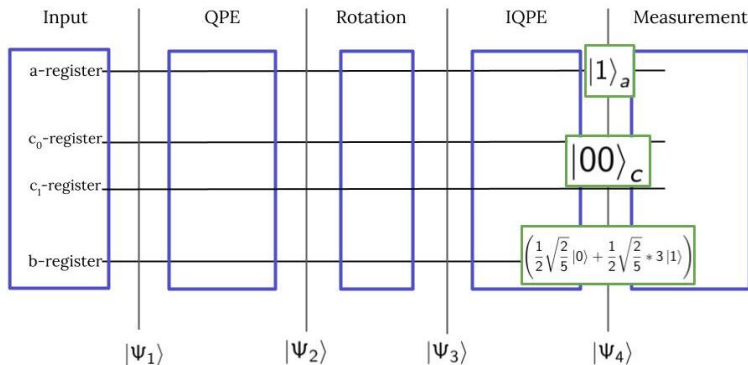 Input QPE Rotation IQPE Measurement
a-register
|1⟩ₐ
c₀-register
|00⟩_c
c₁-register
b-register
(1/2 √(2/5) |0⟩ + 1/2 √(2/5) * 3 |1⟩)
|Ψ₁⟩ |Ψ₂⟩ |Ψ₃⟩ |Ψ₄⟩